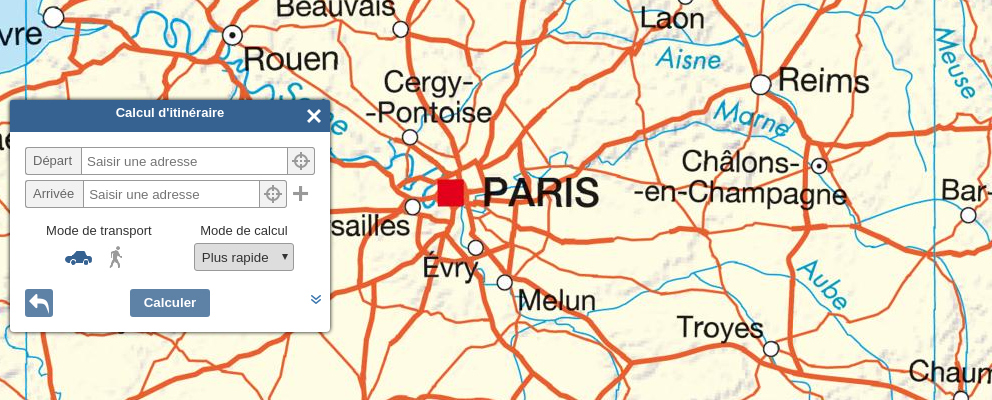 Beauvais
Laon
vre
Rouen
Aisne
Meuse
Cergy-
-Pontoise
Reims
Marne
Calcul d'itinéraire
Départ
Saisir une adresse
Arrivée
Saisir une adresse
Mode de transport
Mode de calcul
Plus rapide
Calculer
PARIS
Châlons-
-en-Champagne
Bar-
sailles
Évry
Melun
Aube
Troyes
Chaum